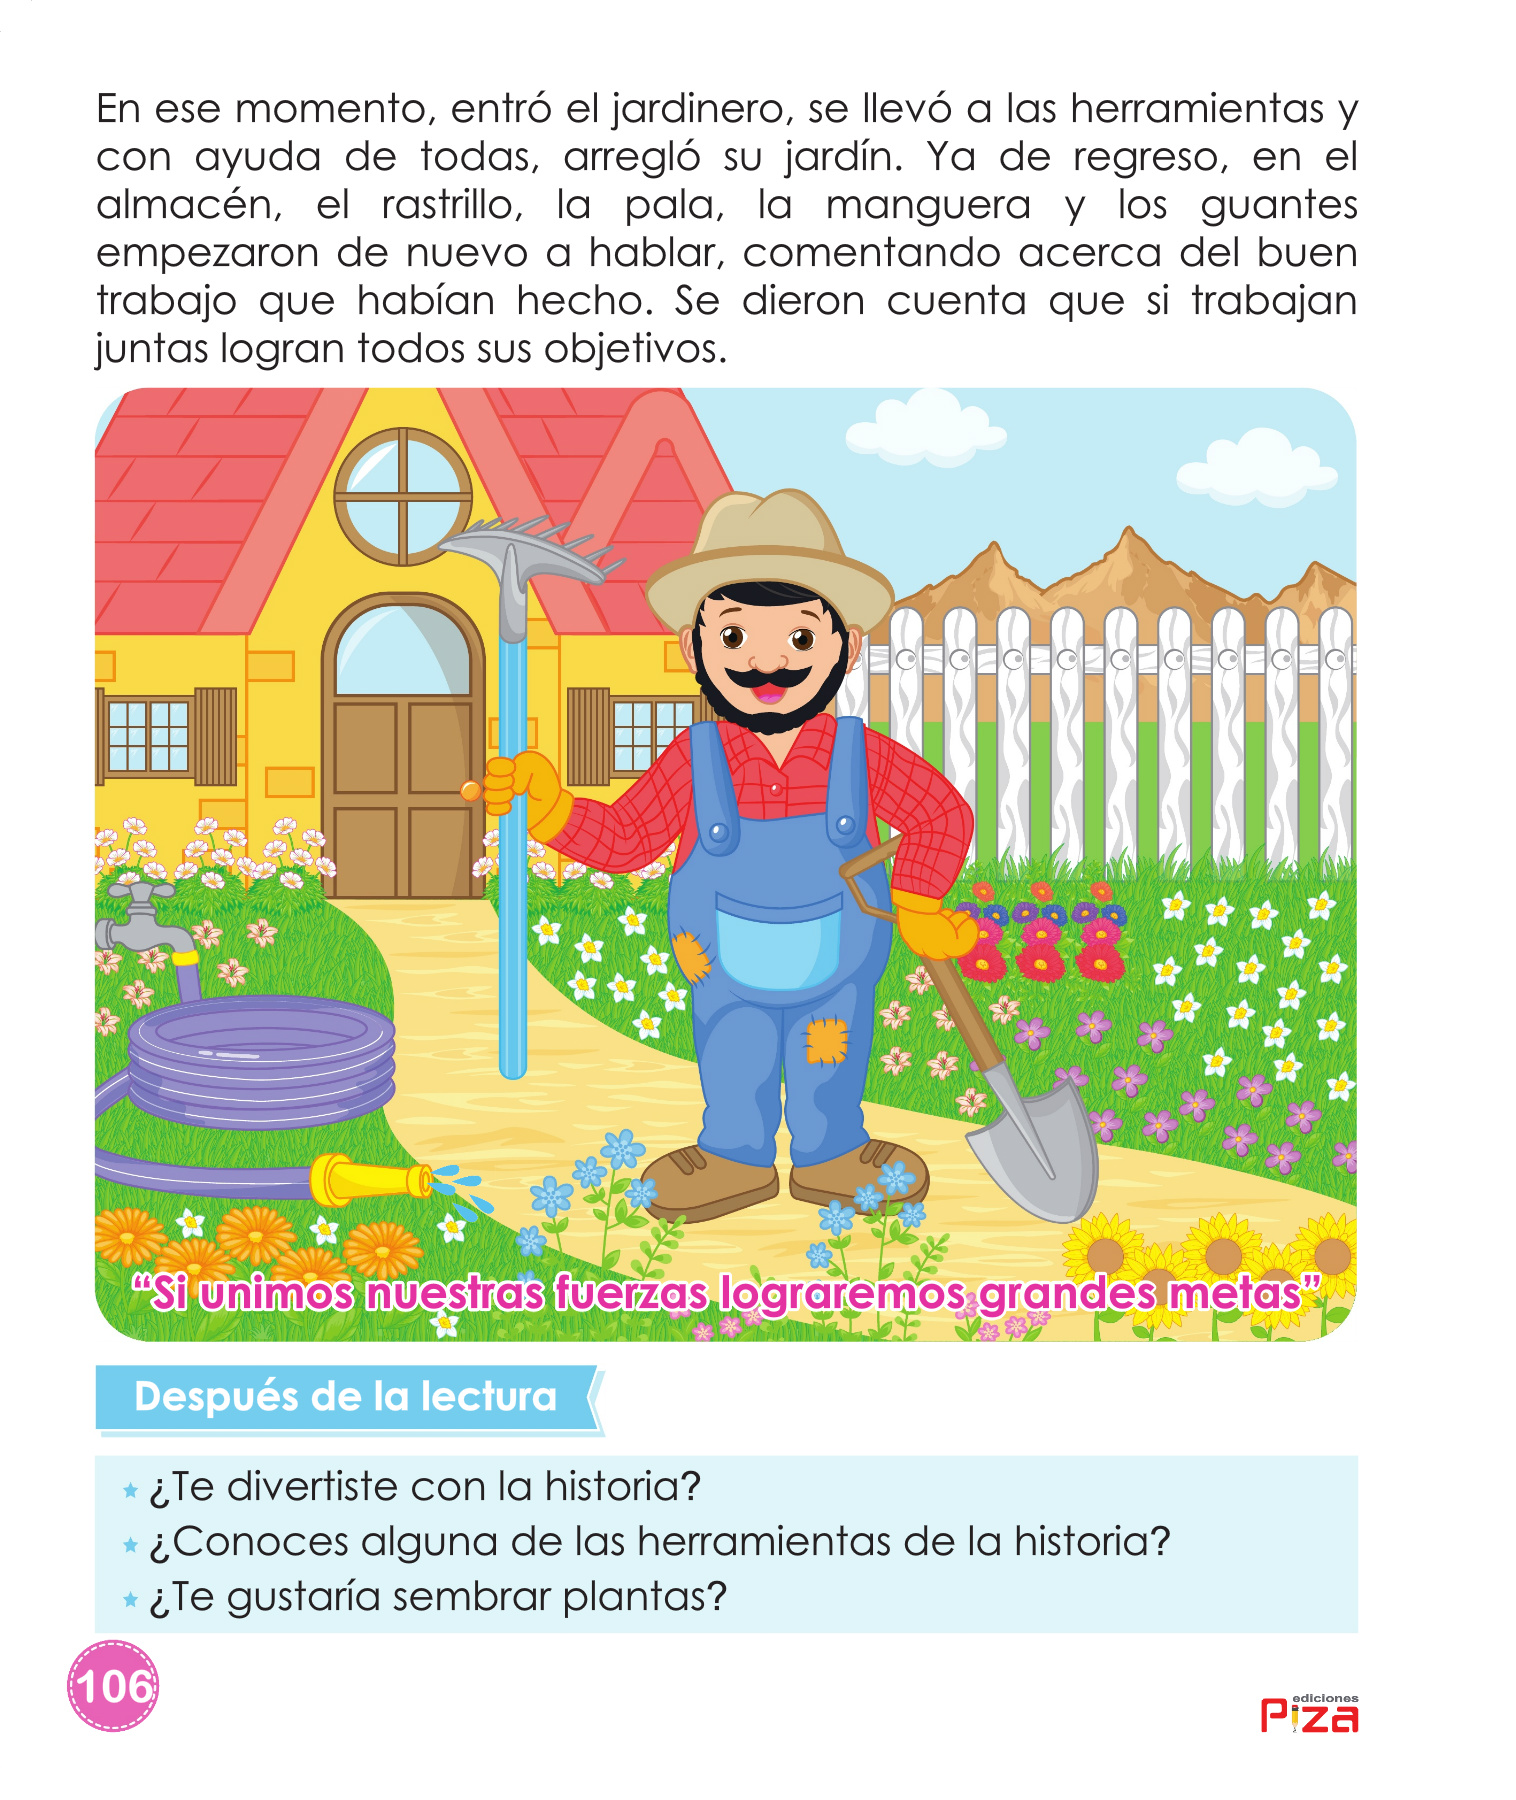 En ese momento, entró el jardinero, se llevó a las herramientas y
con ayuda de todas, arregló su jardín. Ya de regreso, en el
almacén, el rastrillo, la pala, la manguera y los guantes
empezaron de nuevo a hablar, comentando acerca del buen
trabajo que habían hecho. Se dieron cuenta que si trabajan
juntas logran todos sus objetivos.
“Si unimos nuestras fuerzas lograremos grandes metas”
Después de la lectura
¿Te divertiste con la historia?
¿Conoces alguna de las herramientas de la historia?
¿Te gustaría sembrar plantas?
106
ediciones
Piza